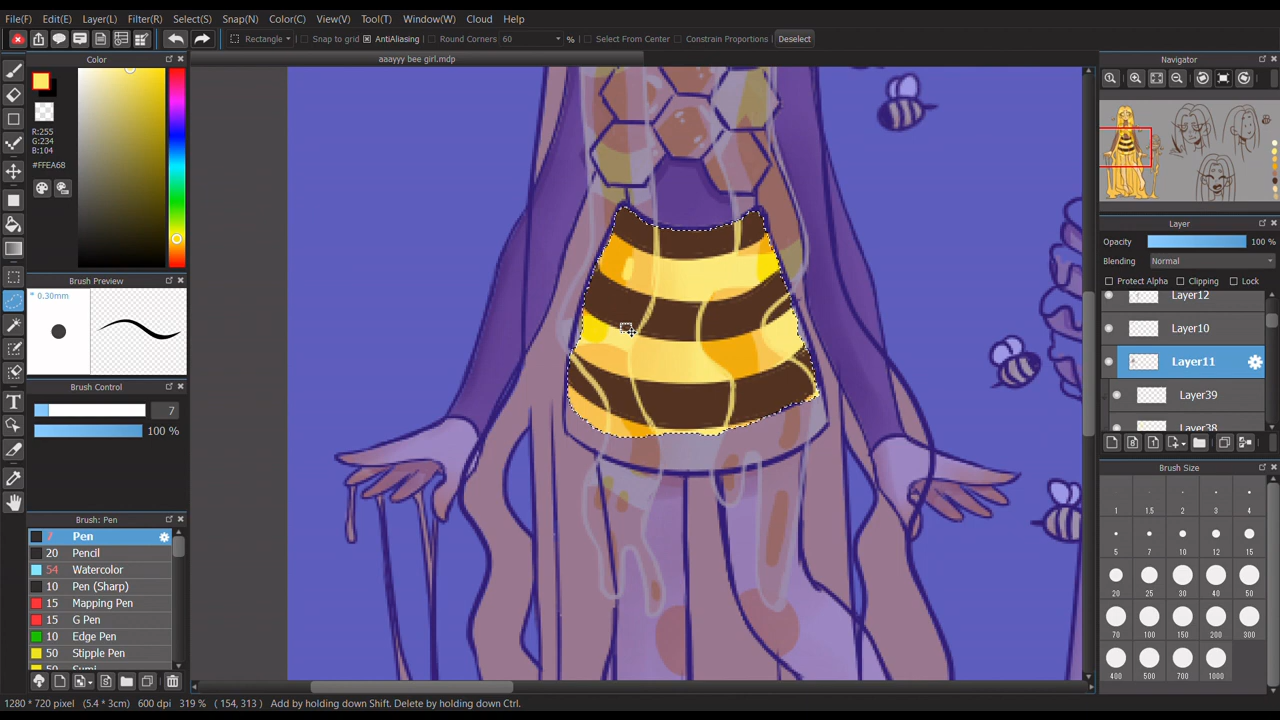 File(F) Edit(E) Layer(L) Filter(R) Select(S) Snap(N) Color(C) View(V) Tool(T) Window(W) Cloud Help
Rectangle Snap to grid AntiAliasing Round Corners 60 % Select From Center Constrain Proportions Deselect
Color
aaayyy bee girl.mdp
Navigator
R:255
G:234
B:104
#FFEA68
Brush Preview
* 0.30mm
Brush Control
7
100 %
Brush: Pen
7 Pen
20 Pencil
54 Watercolor
10 Pen (Sharp)
15 Mapping Pen
15 G Pen
10 Edge Pen
50 Stipple Pen
50 Sumi
Layer
Opacity 100 %
Blending Normal
Protect Alpha Clipping Lock
Layer12
Layer10
Layer11
Layer39
Layer38
Brush Size
1 1.5 2 3 4
5 7 10 12 15
20 25 30 40 50
70 100 150 200 300
400 500 700 1000
1280 * 720 pixel (5.4 * 3cm) 600 dpi 319 % ( 154, 313 ) Add by holding down Shift. Delete by holding down Ctrl.